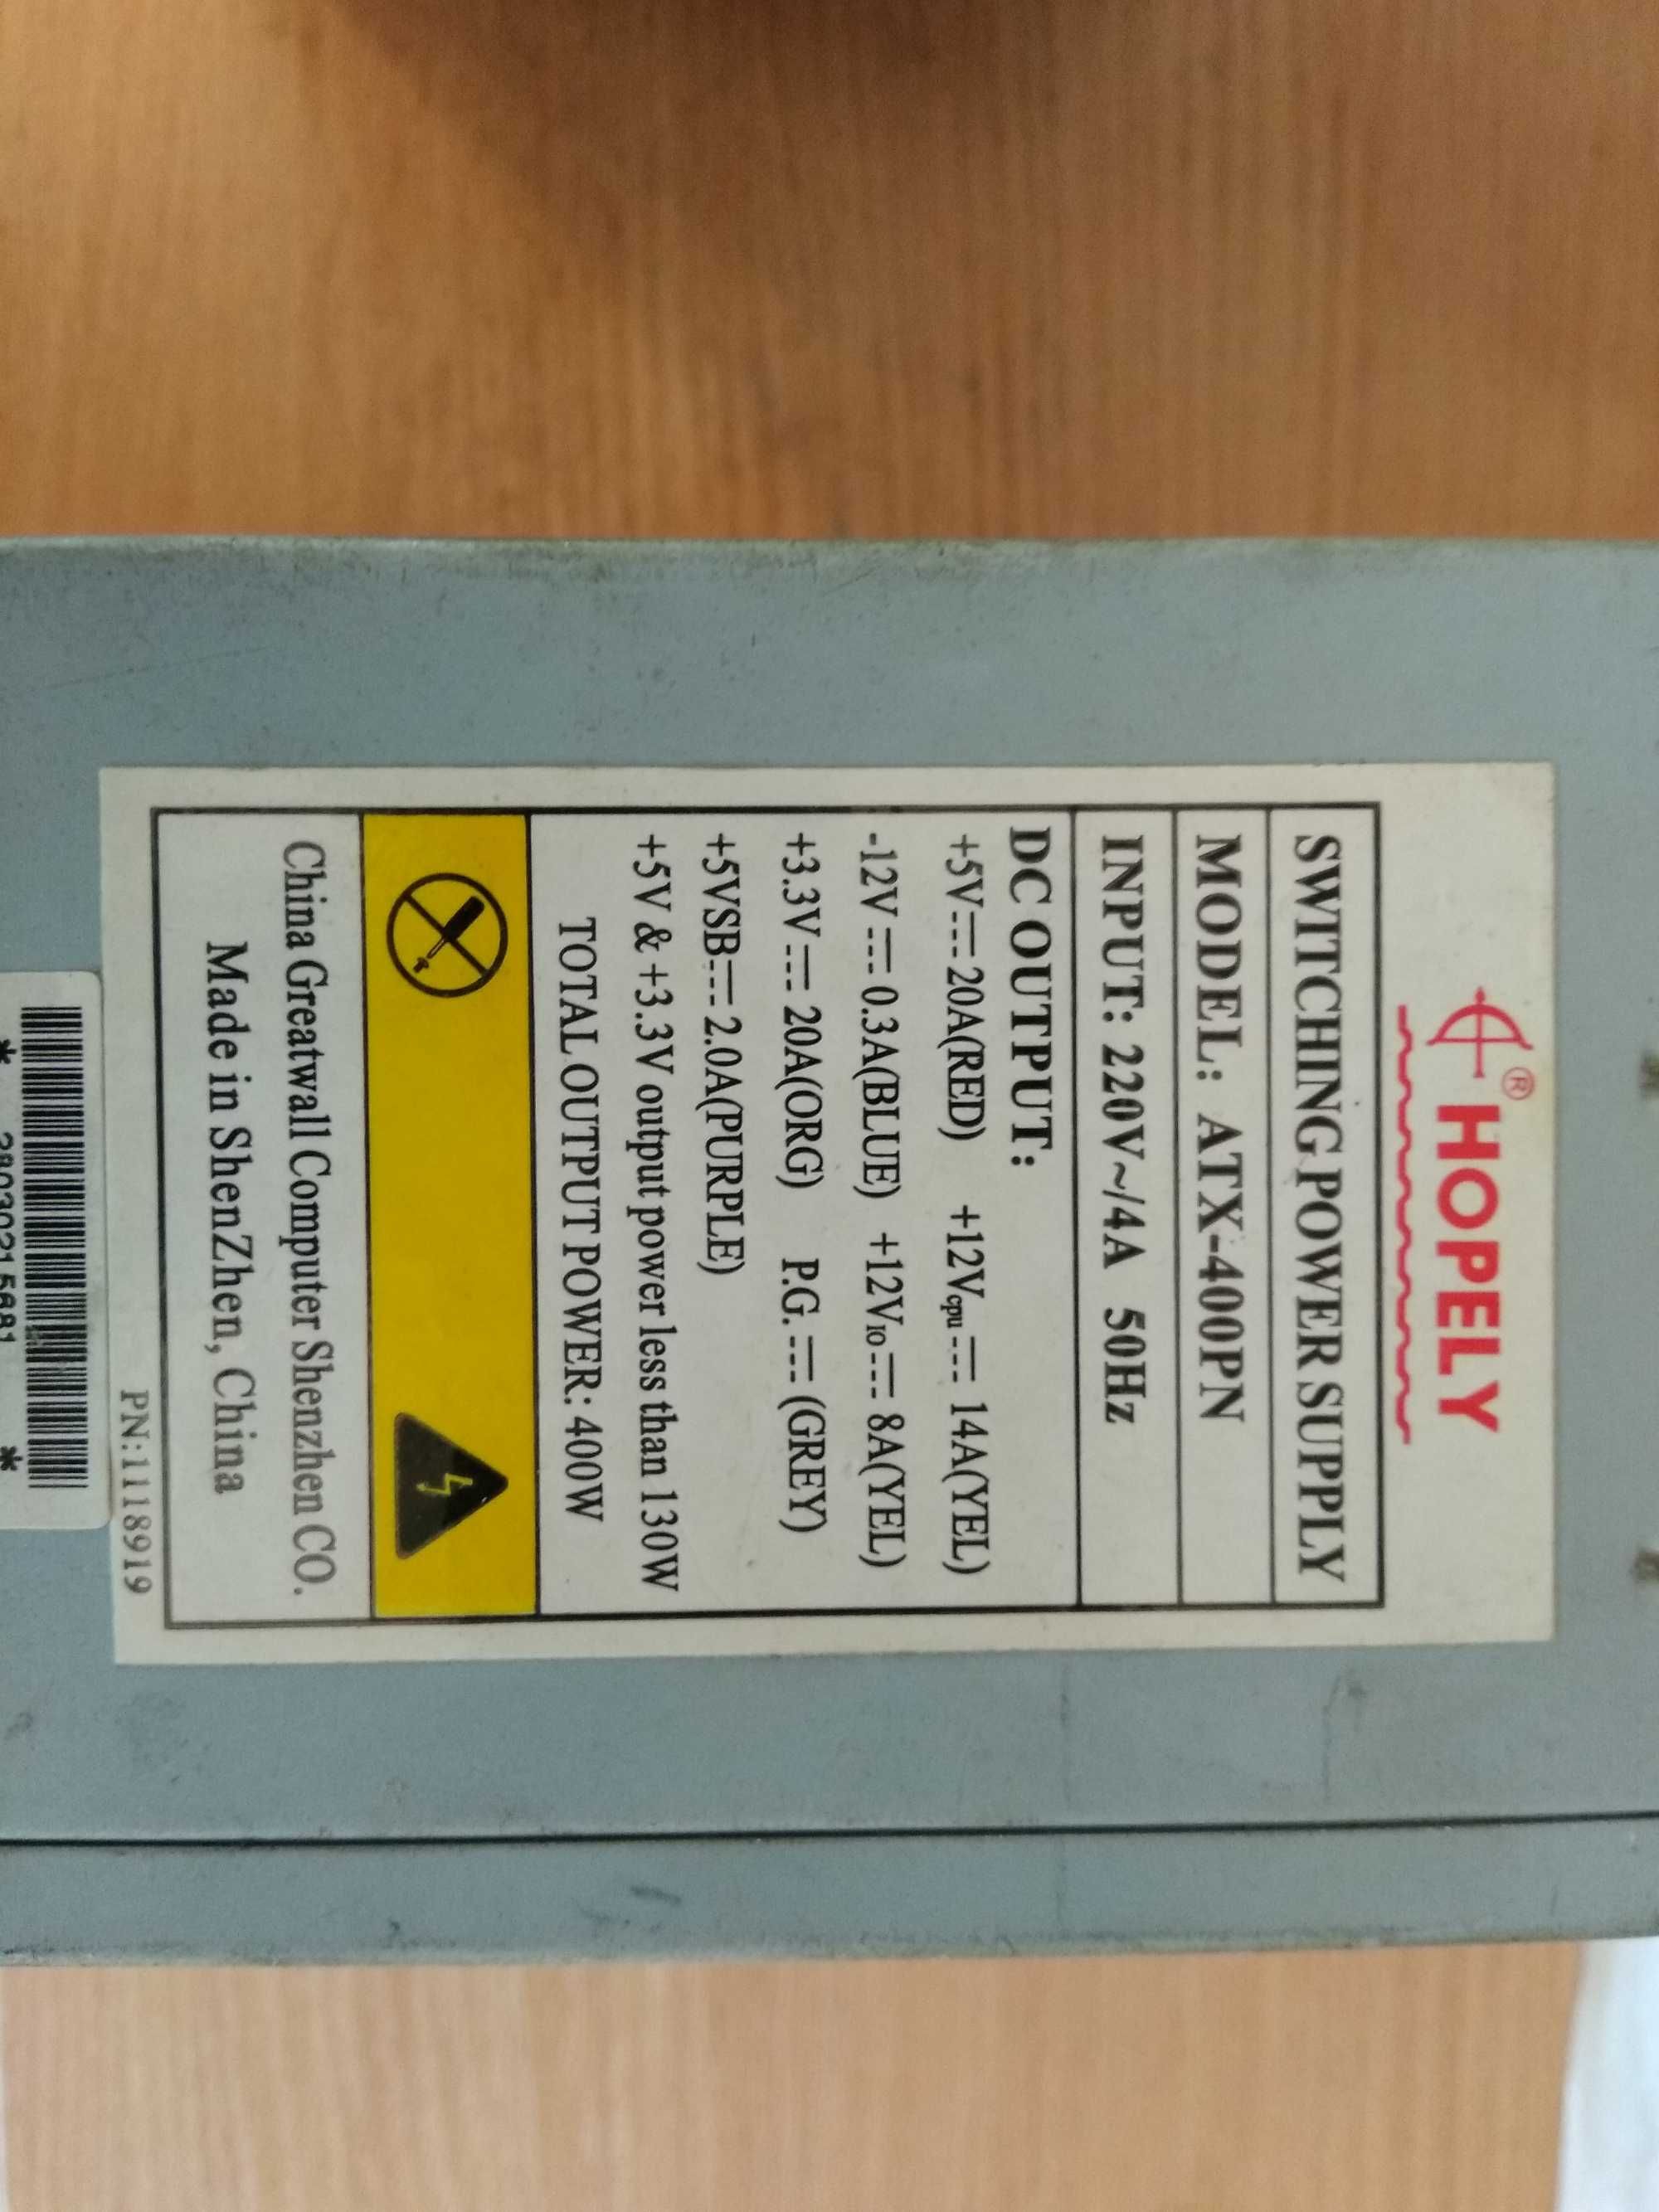 ® HOPELY
SWITCHING POWER SUPPLY
MODEL: ATX-400PN
INPUT: 220V~/4A 50Hz
DC OUTPUT:
+5V⎓20A(RED) +12Vcpu⎓14A(YEL)
-12V⎓0.3A(BLUE) +12VIO⎓8A(YEL)
+3.3V⎓20A(ORG) P.G.⎓(GREY)
+5VSB⎓2.0A(PURPLE)
+5V & +3.3V output power less than 130W
TOTAL OUTPUT POWER: 400W
China Greatwall Computer Shenzhen CO.
Made in ShenZhen, China
PN:1118919